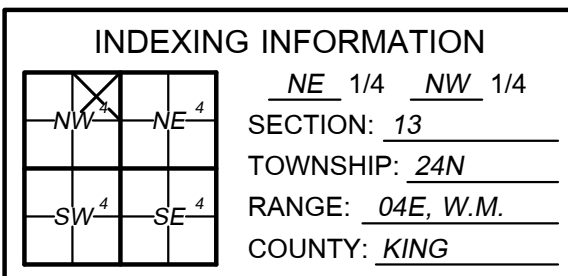 INDEXING INFORMATION
NW 4 NE 4
SW 4 SE 4
NE 1/4 NW 1/4
SECTION: 13
TOWNSHIP: 24N
RANGE: 04E, W.M.
COUNTY: KING